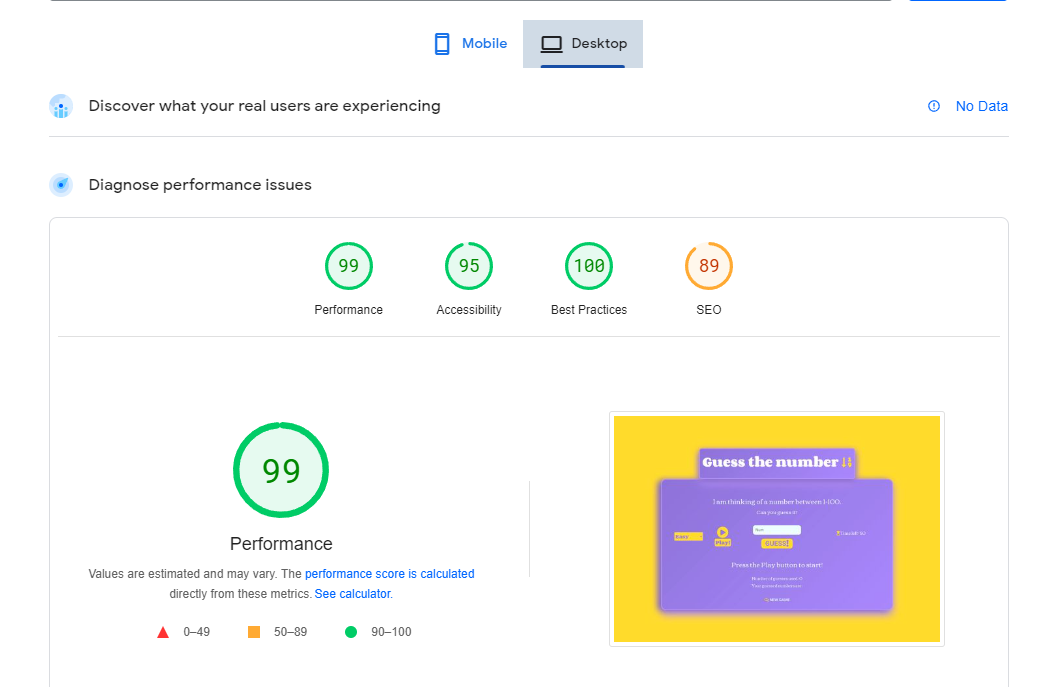 Mobile
Desktop
Discover what your real users are experiencing
No Data
Diagnose performance issues
99
95
100
89
Performance
Accessibility
Best Practices
SEO
99
Performance
Values are estimated and may vary. The performance score is calculated
directly from these metrics. See calculator.
0–49
50–89
90–100
Guess the number
I am thinking of a number between 1-100.
Can you guess it?
Play!
GUESS!
Press the Play button to start!